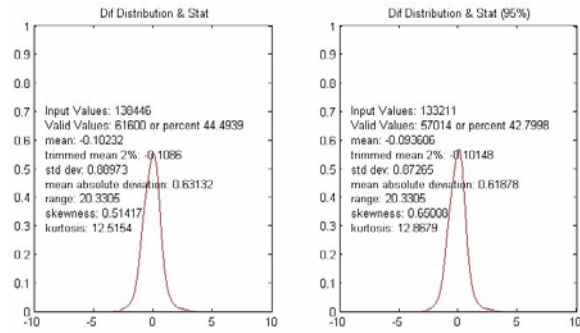 Dif Distribution & Stat
1
0.9
0.8
0.7
0.6
0.5
0.4
0.3
0.2
0.1
0
-10
-5
0
5
10
Input Values: 138446
Valid Values: 61600 or percent 44.4939
mean: -0.10232
trimmed mean 2%: -0.1086
std dev: 0.88973
mean absolute deviation: 0.63132
range: 20.3305
skewness: 0.51417
kurtosis: 12.5154
Dif Distribution & Stat (95%)
1
0.9
0.8
0.7
0.6
0.5
0.4
0.3
0.2
0.1
0
-10
-5
0
5
10
Input Values: 133211
Valid Values: 57014 or percent 42.7998
mean: -0.093606
trimmed mean 2%: -0.10148
std dev: 0.87265
mean absolute deviation: 0.61878
range: 20.3305
skewness: 0.65008
kurtosis: 12.8679